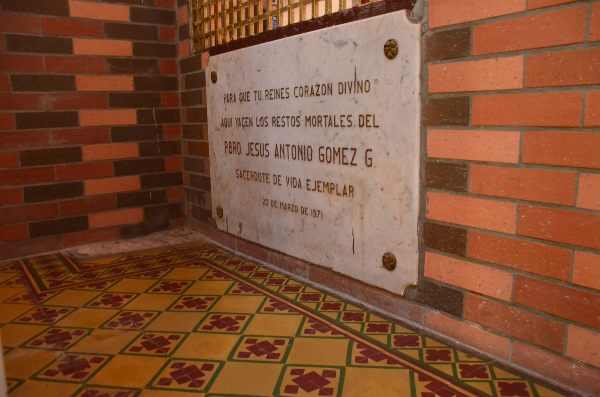 "PARA QUE TU REINES CORAZON DIVINO"
AQUI YACEN LOS RESTOS MORTALES DEL
PBRO JESUS ANTONIO GOMEZ G.
SACERDOTE DE VIDA EJEMPLAR
23 DE MARZO DE 1971